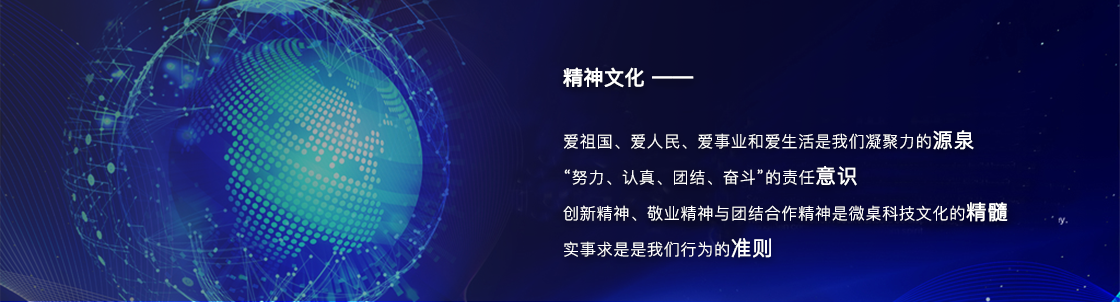 精神文化 ——
爱祖国、爱人民、爱事业和爱生活是我们凝聚力的源泉
“努力、认真、团结、奋斗”的责任意识
创新精神、敬业精神与团结合作精神是微桌科技文化的精髓
实事求是是我们行为的准则